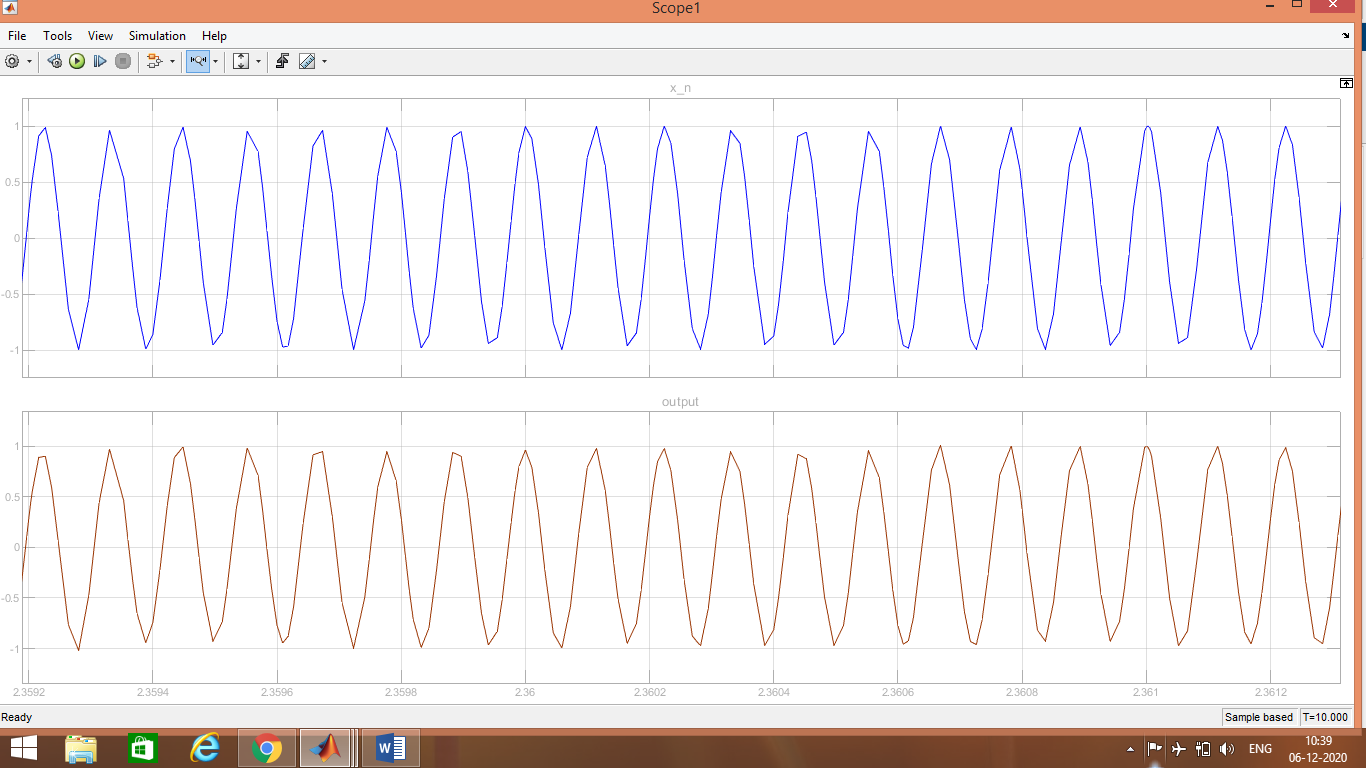 Scope1
File Tools View Simulation Help
x_n
1
0.5
0
-0.5
-1
output
1
0.5
0
-0.5
-1
2.3592 2.3594 2.3596 2.3598 2.36 2.3602 2.3604 2.3606 2.3608 2.361 2.3612
Ready Sample based T=10.000
W ENG 10:39
06-12-2020